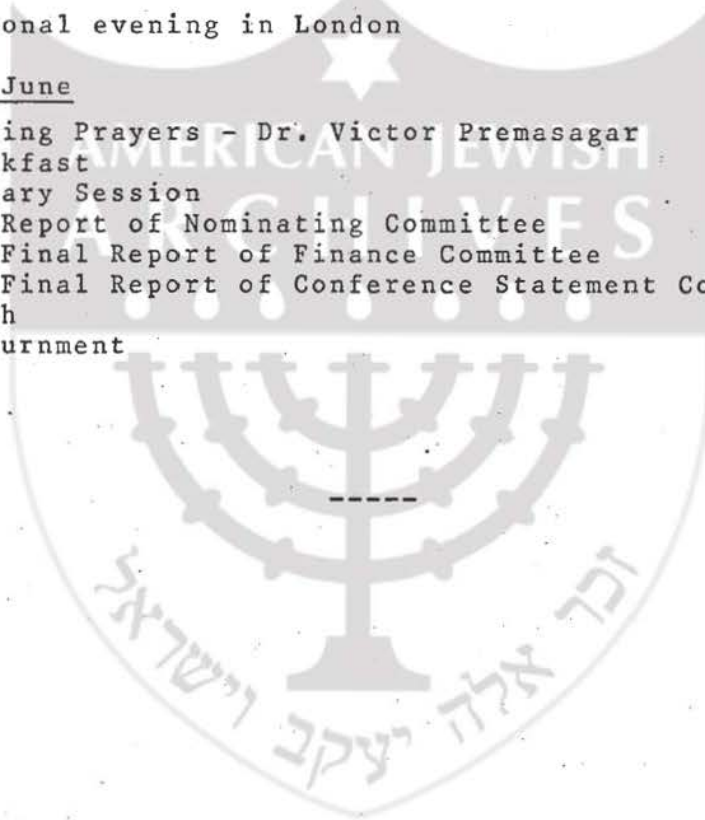 onal evening in London
June
ing Prayers - Dr. Victor Premasagar
kfast
ary Session
Report of Nominating Committee
Final Report of Finance Committee
Final Report of Conference Statement Co
h
urnment
-----
AMERICAN JEWISH
ARCHIVES
זכר אלה יעקב וישראל